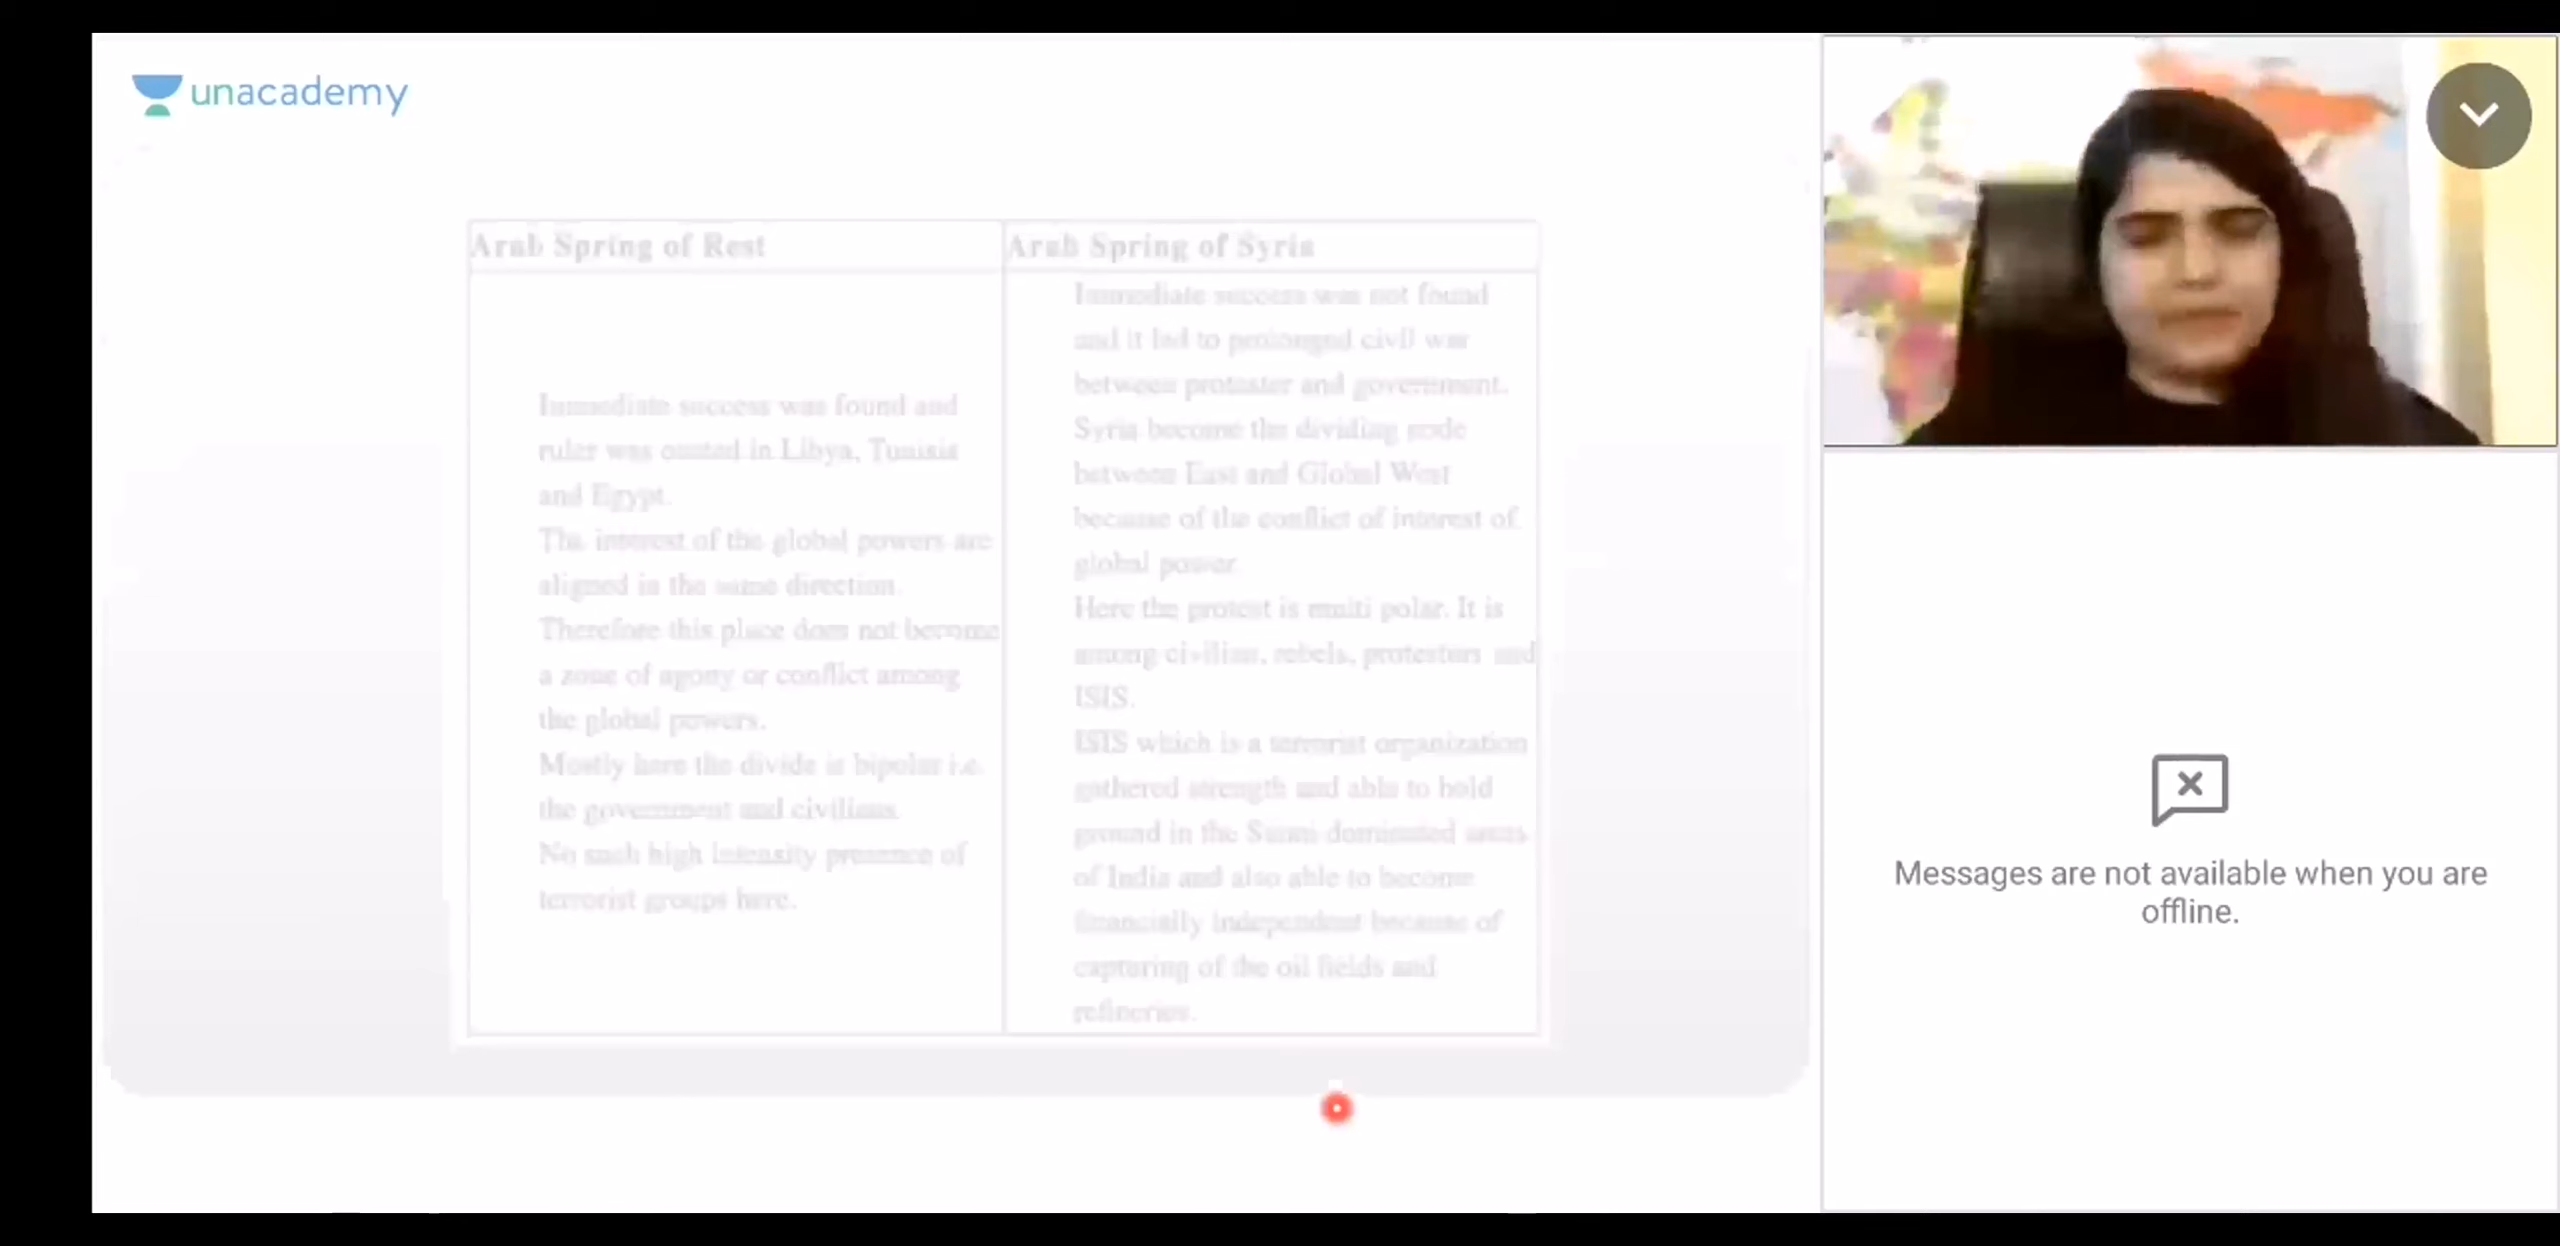 unacademy
Arab Spring of Rest
Arab Spring of Syria
Immediate success was found and
ruler was ousted in Libya, Tunisia
and Egypt.
The interest of the global powers are
aligned in the same direction.
Therefore this place does not become
a zone of agony or conflict among
the global powers.
Mostly here the divide is bipolar i.e.
the government and civilians.
No such high intensity presence of
terrorist groups here.
Immediate success was not found
and it led to prolonged civil war
between protester and government.
Syria become the dividing node
between East and Global West
because of the conflict of interest of
global power.
Here the protest is multi polar. It is
among civilian, rebels, protestors and
ISIS.
ISIS which is a terrorist organization
gathered strength and able to hold
ground in the Sunni dominated areas
of India and also able to become
financially independent because of
capturing of the oil fields and
refineries.
Messages are not available when you are
offline.